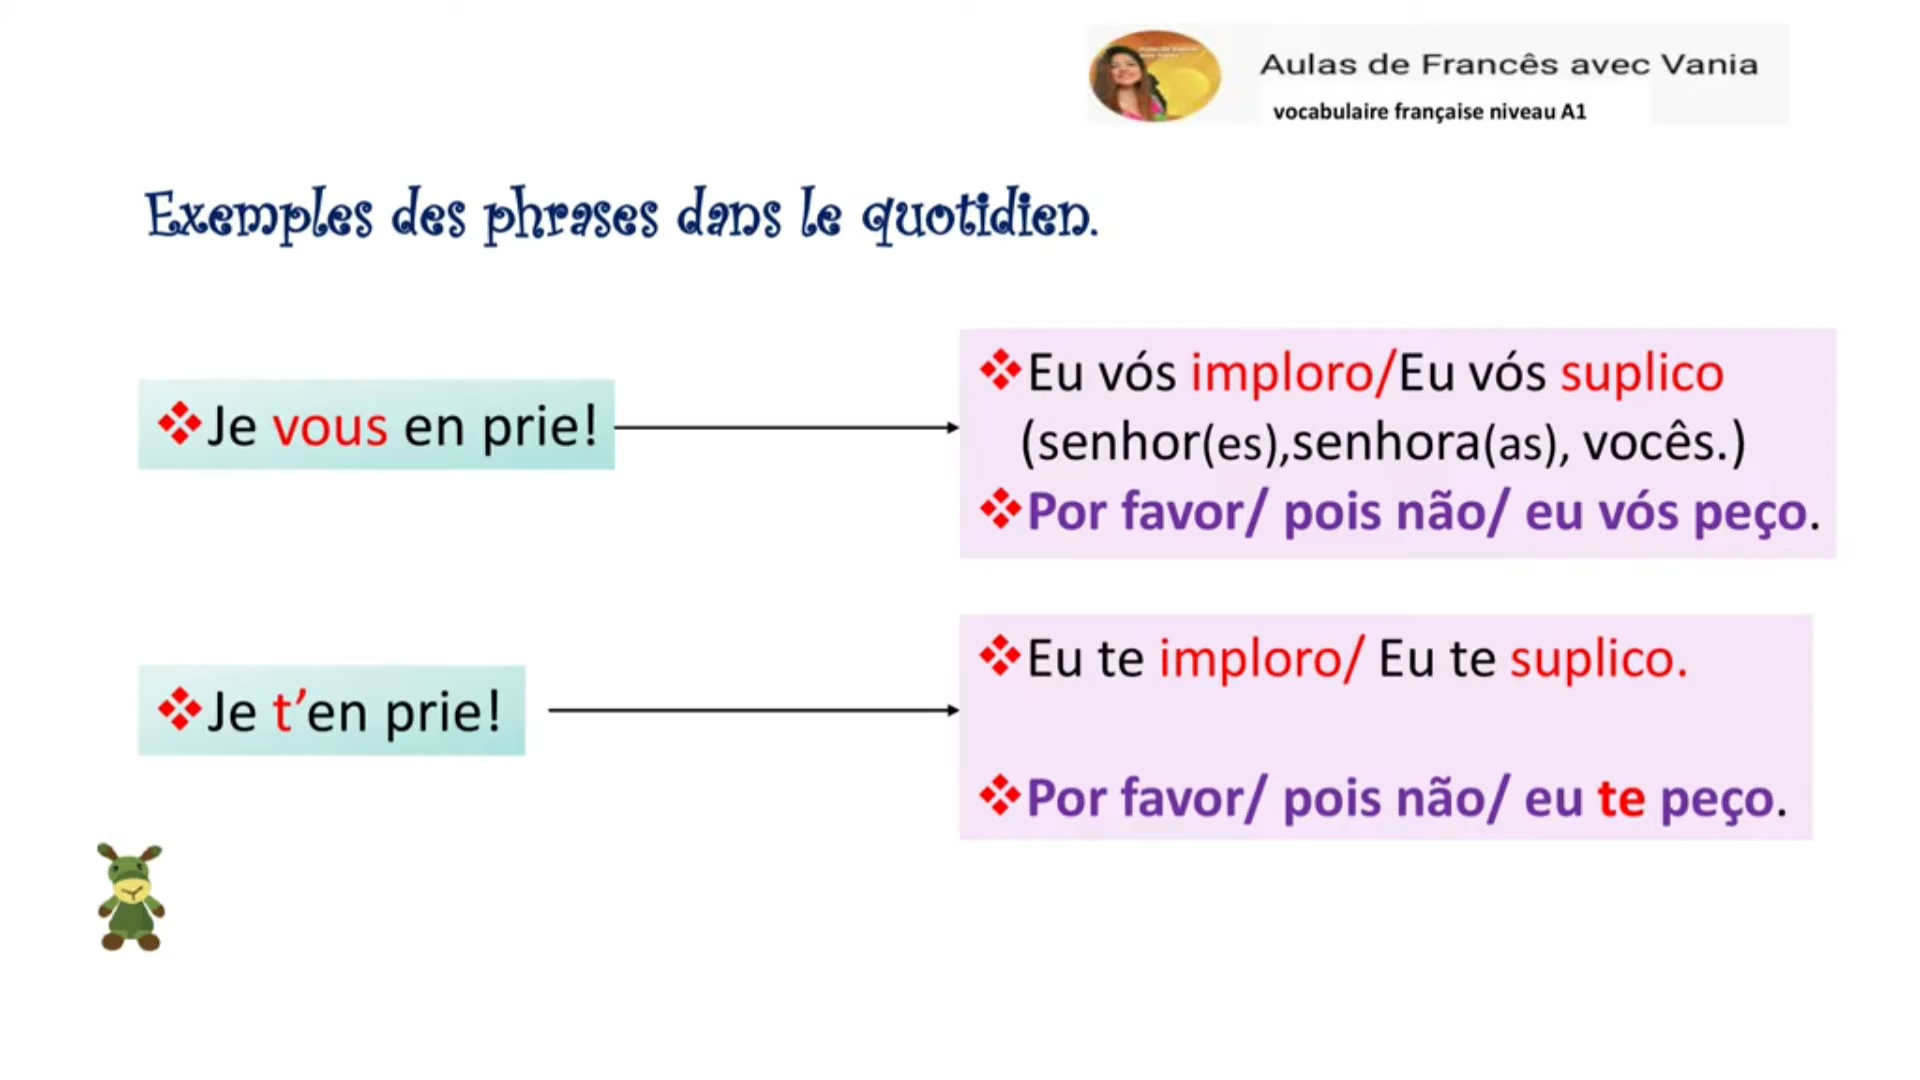 Aulas de Francês avec Vania
vocabulaire française niveau A1
Exemples des phrases dans le quotidien.
❖Je vous en prie!
❖Eu vós imploro/Eu vós suplico
(senhor(es),senhora(as), vocês.)
❖Por favor/ pois não/ eu vós peço.
❖Je t’en prie!
❖Eu te imploro/ Eu te suplico.
❖Por favor/ pois não/ eu te peço.